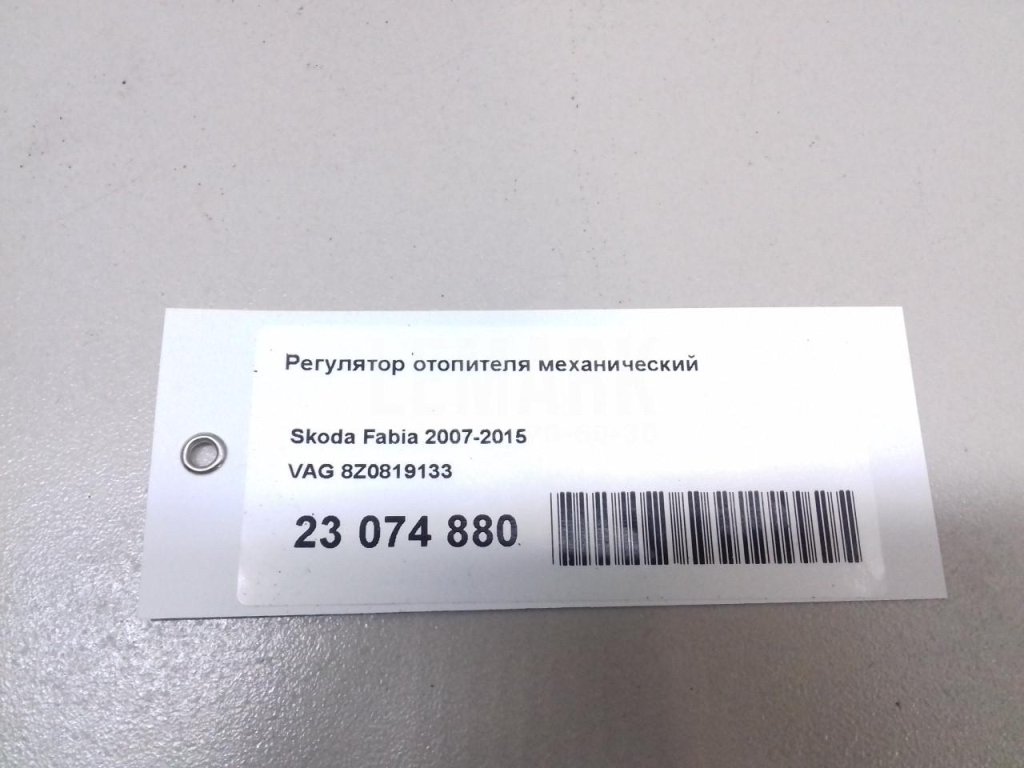 Регулятор отопителя механический
Skoda Fabia 2007-2015
VAG 8Z0819133
23 074 880